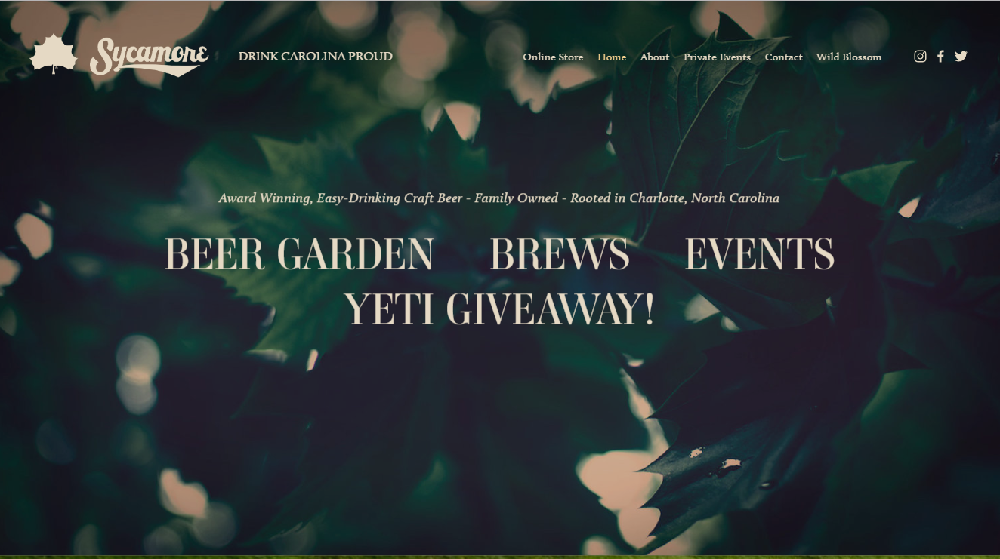 Sycamore
DRINK CAROLINA PROUD
Online Store Home About Private Events Contact Wild Blossom
Award Winning, Easy-Drinking Craft Beer - Family Owned - Rooted in Charlotte, North Carolina
BEER GARDEN BREWS EVENTS
YETI GIVEAWAY!